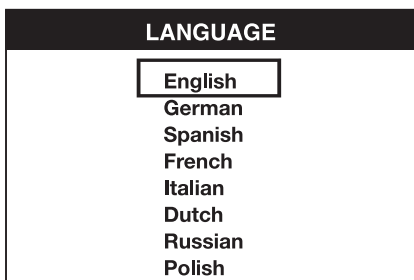 LANGUAGE
English
German
Spanish
French
Italian
Dutch
Russian
Polish